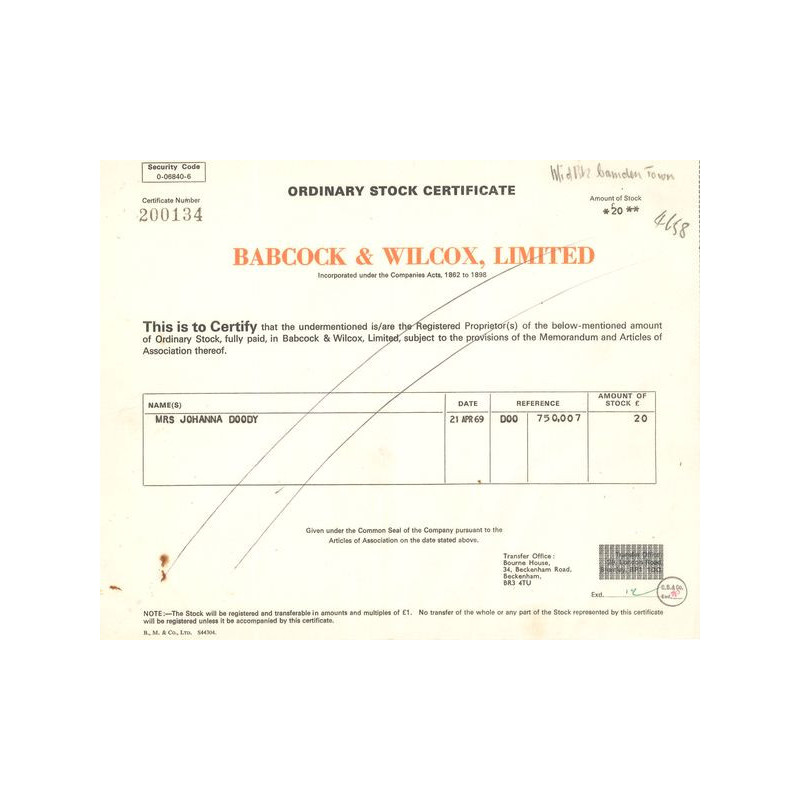 Security Code
0-06840-6
Camden Town
ORDINARY STOCK CERTIFICATE
Certificate Number
200134
Amount of Stock
*20**
BABCOCK & WILCOX, LIMITED
Incorporated under the Companies Acts, 1862 to 1898
This is to Certify that the undermentioned is/are the Registered Proprietor(s) of the below-mentioned amount
of Ordinary Stock, fully paid, in Babcock & Wilcox, Limited, subject to the provisions of the Memorandum and Articles of
Association thereof.
NAME(S) DATE REFERENCE AMOUNT OF STOCK £
MRS JOHANNA DOODY 21 APR 69 DOO 750,007 20
Given under the Common Seal of the Company pursuant to the
Articles of Association on the date stated above.
Transfer Office:
Bourne House,
34, Beckenham Road,
Beckenham,
BR3 4TU
Transfer Office
Exd.
NOTE:—The Stock will be registered and transferable in amounts and multiples of £1. No transfer of the whole or any part of the Stock represented by this certificate
will be registered unless it be accompanied by this certificate.
B., M. & Co., LTD. S44304.